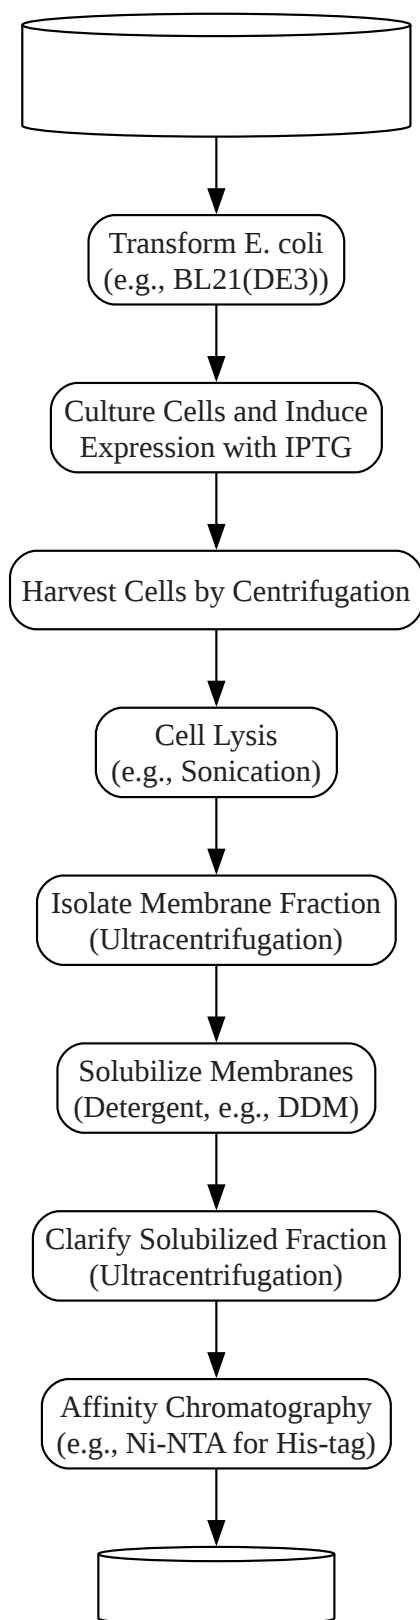 Transform E. coli
(e.g., BL21(DE3))
Culture Cells and Induce
Expression with IPTG
Harvest Cells by Centrifugation
Cell Lysis
(e.g., Sonication)
Isolate Membrane Fraction
(Ultracentrifugation)
Solubilize Membranes
(Detergent, e.g., DDM)
Clarify Solubilized Fraction
(Ultracentrifugation)
Affinity Chromatography
(e.g., Ni-NTA for His-tag)